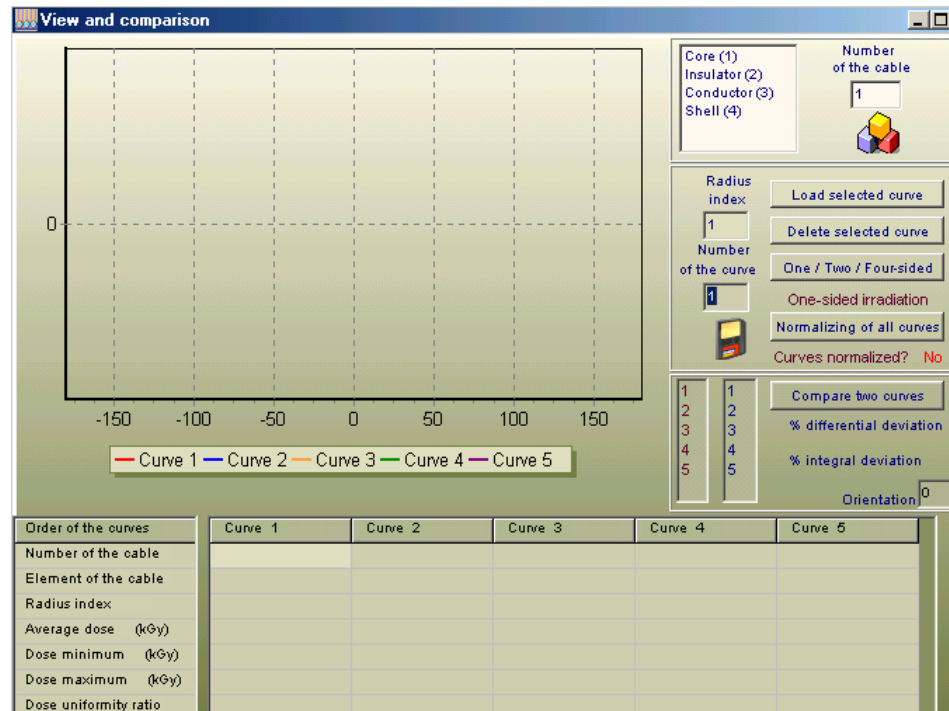 View and comparison
0
-150 -100 -50 0 50 100 150
Curve 1 Curve 2 Curve 3 Curve 4 Curve 5
Core (1)
Insulator (2)
Conductor (3)
Shell (4)
Number
of the cable
1
Radius
index
1
Number
of the curve
1
Load selected curve
Delete selected curve
One / Two / Four-sided
One-sided irradiation
Normalizing of all curves
Curves normalized? No
1 1
2 2
3 3
4 4
5 5
Compare two curves
% differential deviation
% integral deviation
Orientation 0
Order of the curves Curve 1 Curve 2 Curve 3 Curve 4 Curve 5
Number of the cable
Element of the cable
Radius index
Average dose (kGy)
Dose minimum (kGy)
Dose maximum (kGy)
Dose uniformity ratio